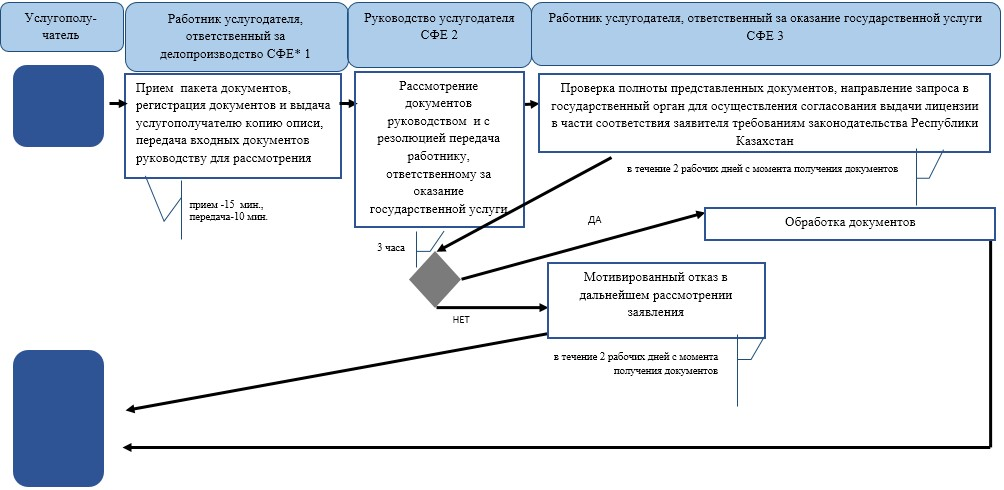 Услугополу-
чатель
Работник услугодателя,
ответственный за
делопроизводство СФЕ* 1
Руководство услугодателя
СФЕ 2
Работник услугодателя, ответственный за оказание государственной услуги
СФЕ 3
Прием пакета документов,
регистрация документов и выдача
услугополучателю копию описи,
передача входных документов
руководству для рассмотрения
Рассмотрение
документов
руководством и с
резолюцией передача
работнику,
ответственному за
оказание
государственной услуги
Проверка полноты представленных документов, направление запроса в
государственный орган для осуществления согласования выдачи лицензии
в части соответствия заявителя требованиям законодательства Республики
Казахстан
в течение 2 рабочих дней с момента получения документов
прием -15 мин.,
передача-10 мин.
3 часа
ДА
Обработка документов
НЕТ
Мотивированный отказ в
дальнейшем рассмотрении
заявления
в течение 2 рабочих дней с момента
получения документов